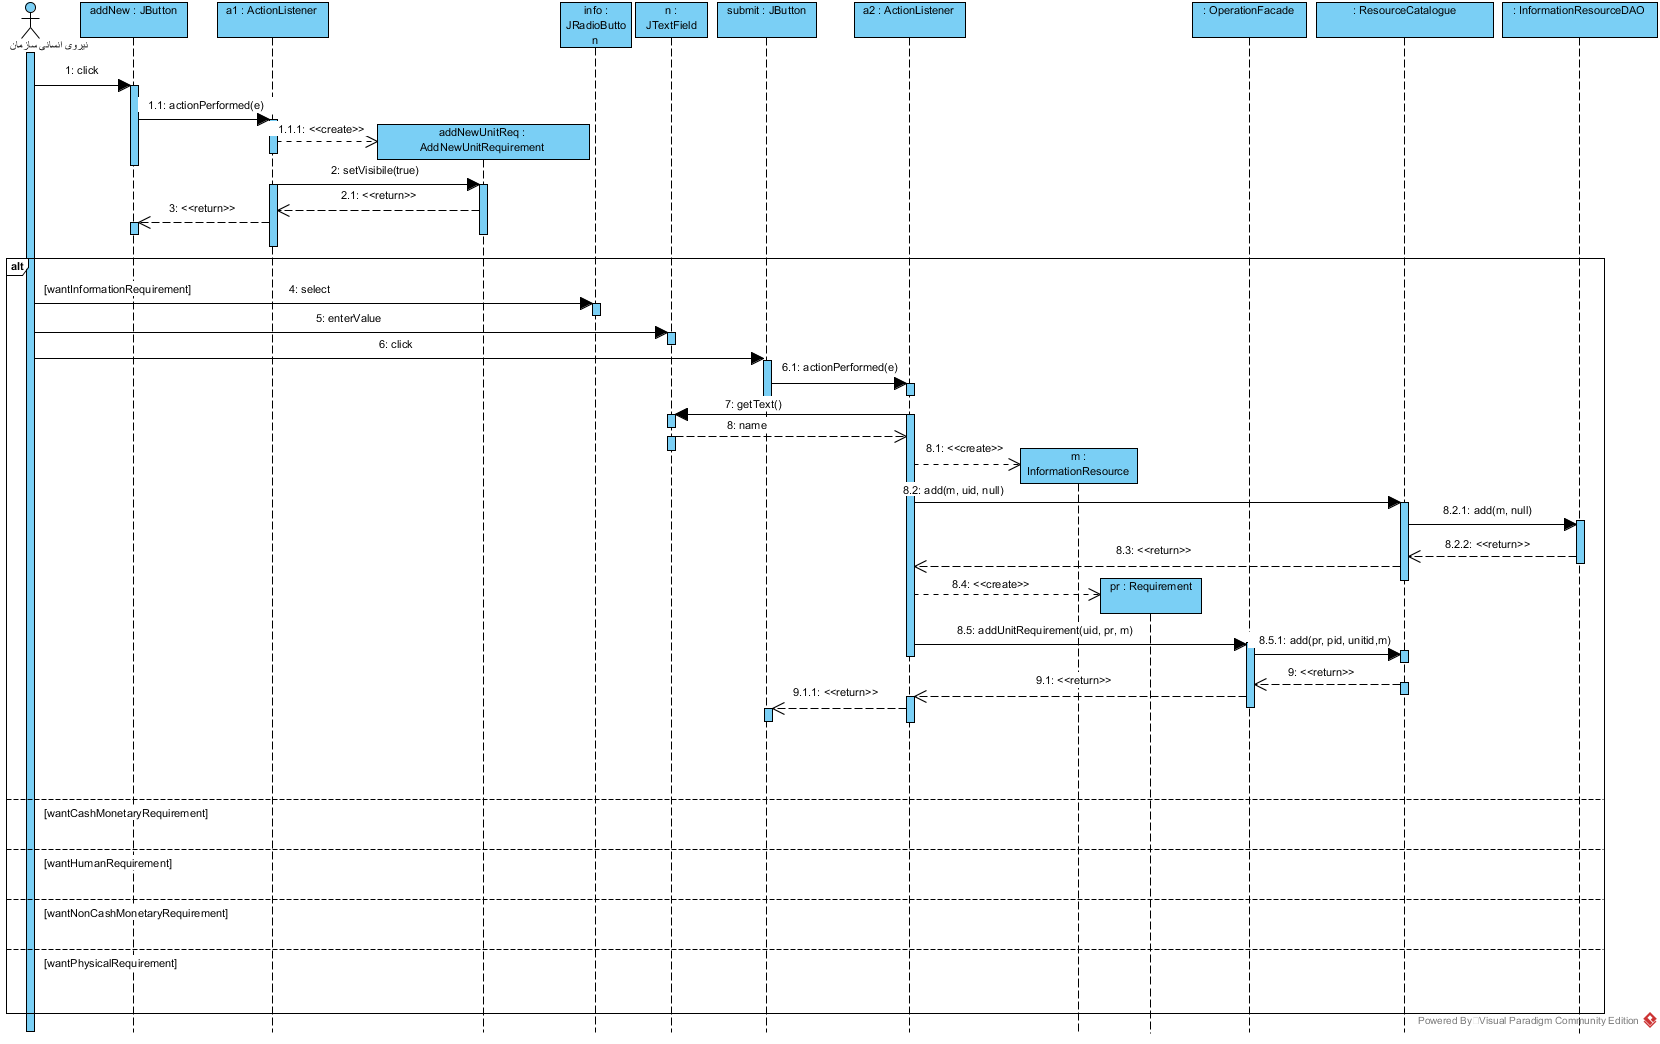 addNew : JButton
a1 : ActionListener
info :
JRadioButto
n
n :
JTextField
submit : JButton
a2 : ActionListener
: OperationFacade
: ResourceCatalogue
: InformationResourceDAO
نیروی انسانی سازمان
1: click
1.1: actionPerformed(e)
1.1.1: <<create>>
addNewUnitReq :
AddNewUnitRequirement
2: setVisibile(true)
2.1: <<return>>
3: <<return>>
alt
[wantInformationRequirement]
4: select
5: enterValue
6: click
6.1: actionPerformed(e)
7: getText()
8: name
8.1: <<create>>
m :
InformationResource
8.2: add(m, uid, null)
8.2.1: add(m, null)
8.2.2: <<return>>
8.3: <<return>>
8.4: <<create>>
pr : Requirement
8.5: addUnitRequirement(uid, pr, m)
8.5.1: add(pr, pid, unitid,m)
9: <<return>>
9.1: <<return>>
9.1.1: <<return>>
[wantCashMonetaryRequirement]
[wantHumanRequirement]
[wantNonCashMonetaryRequirement]
[wantPhysicalRequirement]
Powered By Visual Paradigm Community Edition